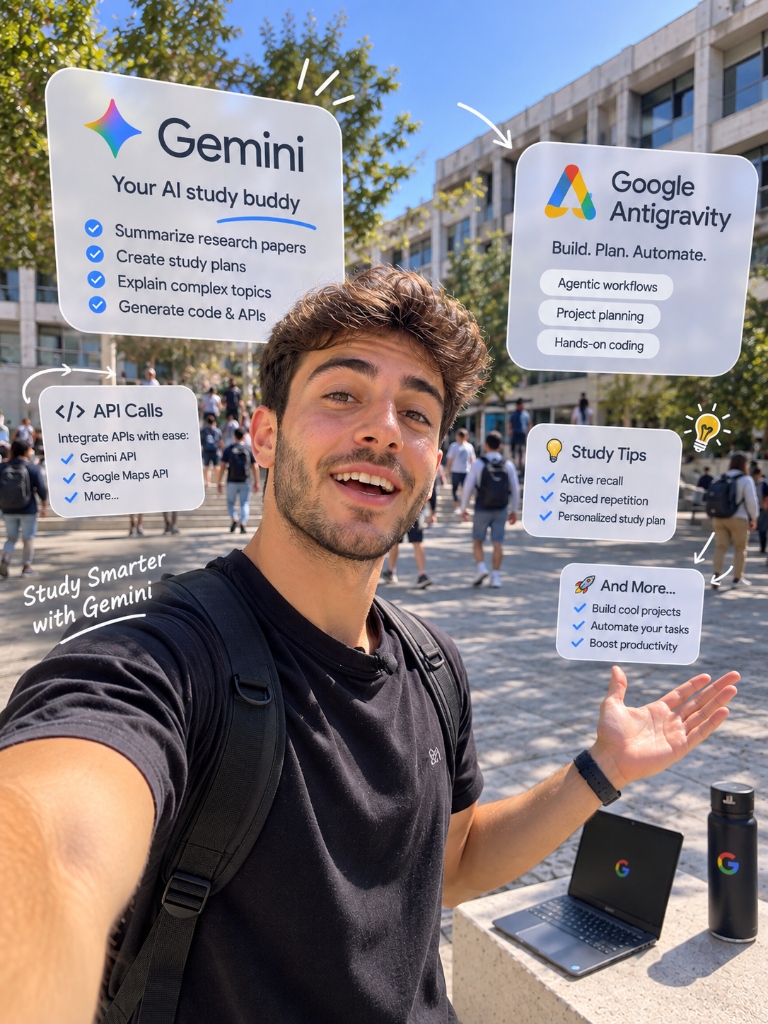 Gemini
Your AI study buddy
Summarize research papers
Create study plans
Explain complex topics
Generate code & APIs
Google
Antigravity
Build. Plan. Automate.
Agentic workflows
Project planning
Hands-on coding
</> API Calls
Integrate APIs with ease:
Gemini API
Google Maps API
More...
Study Tips
Active recall
Spaced repetition
Personalized study plan
And More...
Build cool projects
Automate your tasks
Boost productivity
Study Smarter
with Gemini
G
G